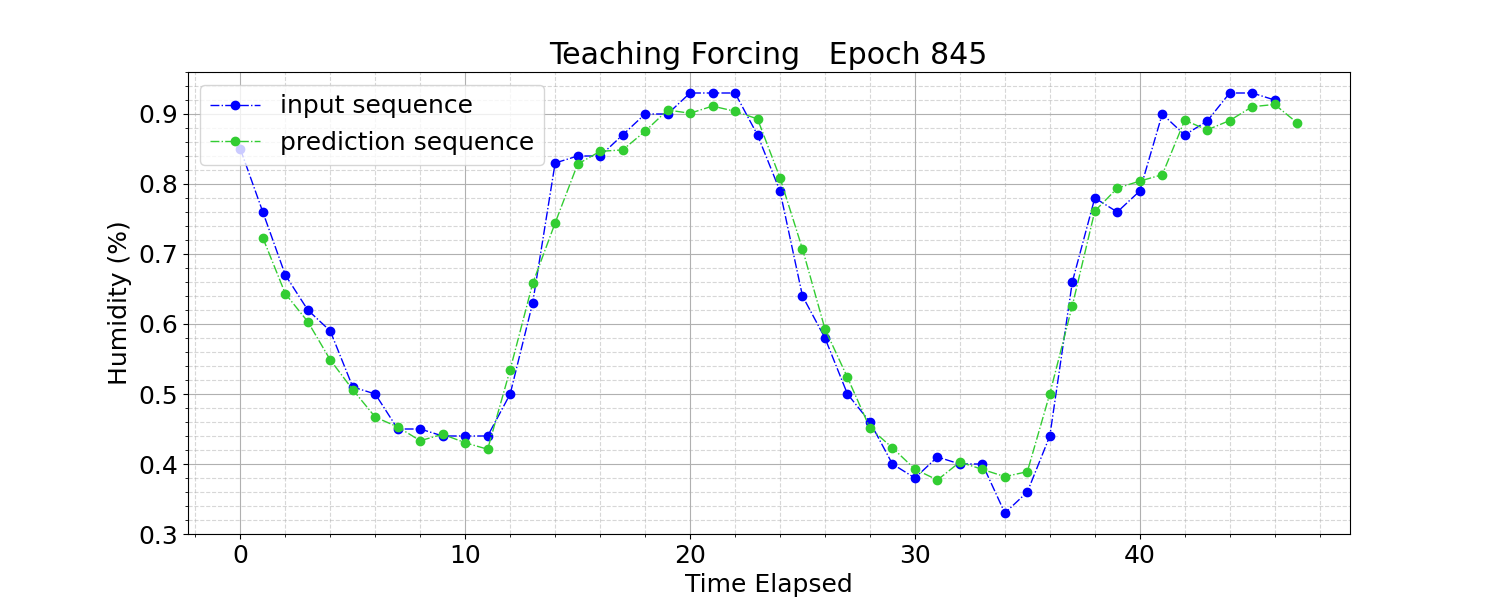 Teaching Forcing   Epoch 845
input sequence
prediction sequence
Humidity (%)
0.9
0.8
0.7
0.6
0.5
0.4
0.3
0 10 20 30 40
Time Elapsed